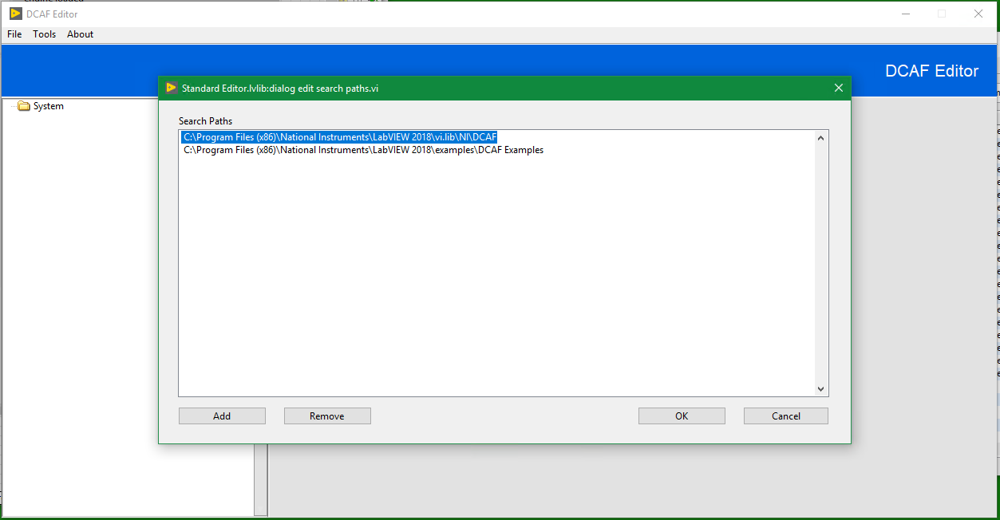 engine loaded
DCAF Editor
File Tools About
DCAF Editor
Standard Editor.lvlib:dialog edit search paths.vi
System
Search Paths
C:\Program Files (x86)\National Instruments\LabVIEW 2018\vi.lib\NI\DCAF
C:\Program Files (x86)\National Instruments\LabVIEW 2018\examples\DCAF Examples
Add Remove OK Cancel